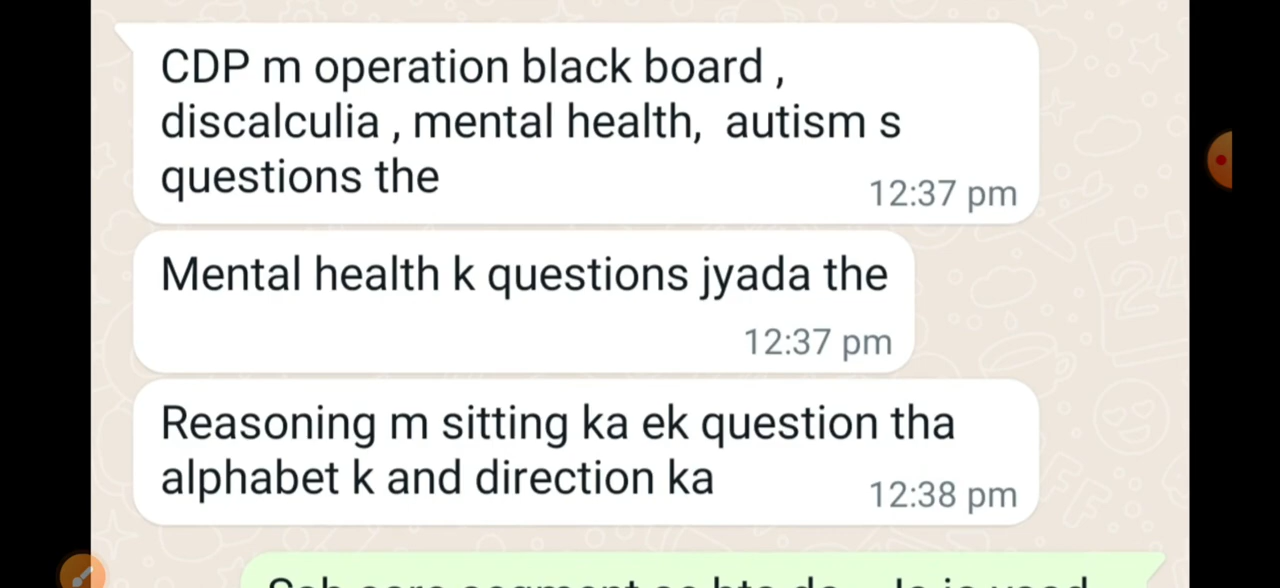 CDP m operation black board ,
discalculia , mental health, autism s
questions the
12:37 pm
Mental health k questions jyada the
12:37 pm
Reasoning m sitting ka ek question tha
alphabet k and direction ka
12:38 pm